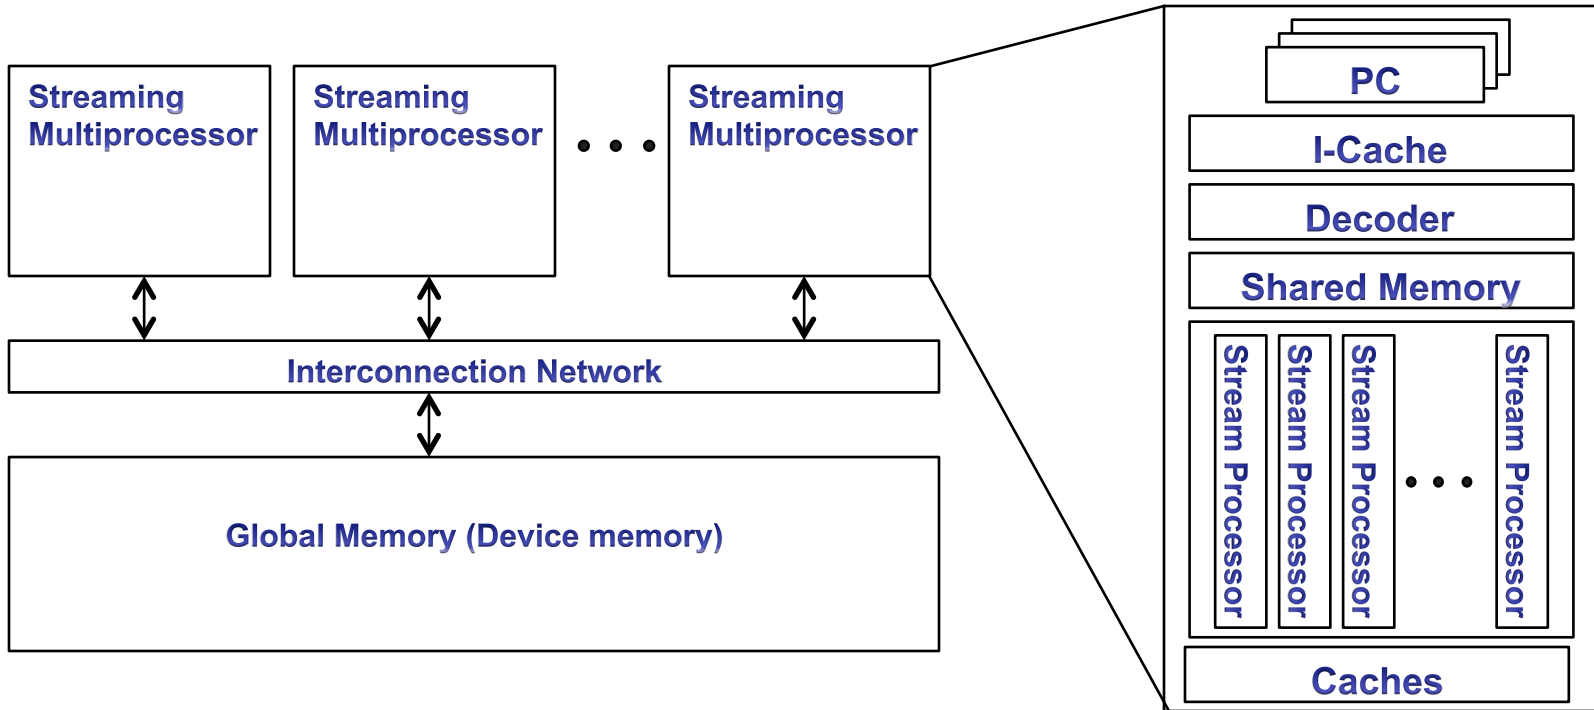 Streaming
Multiprocessor
Streaming
Multiprocessor
Streaming
Multiprocessor
Interconnection Network
Global Memory (Device memory)
PC
I-Cache
Decoder
Shared Memory
Stream Processor
Stream Processor
Stream Processor
Stream Processor
Caches